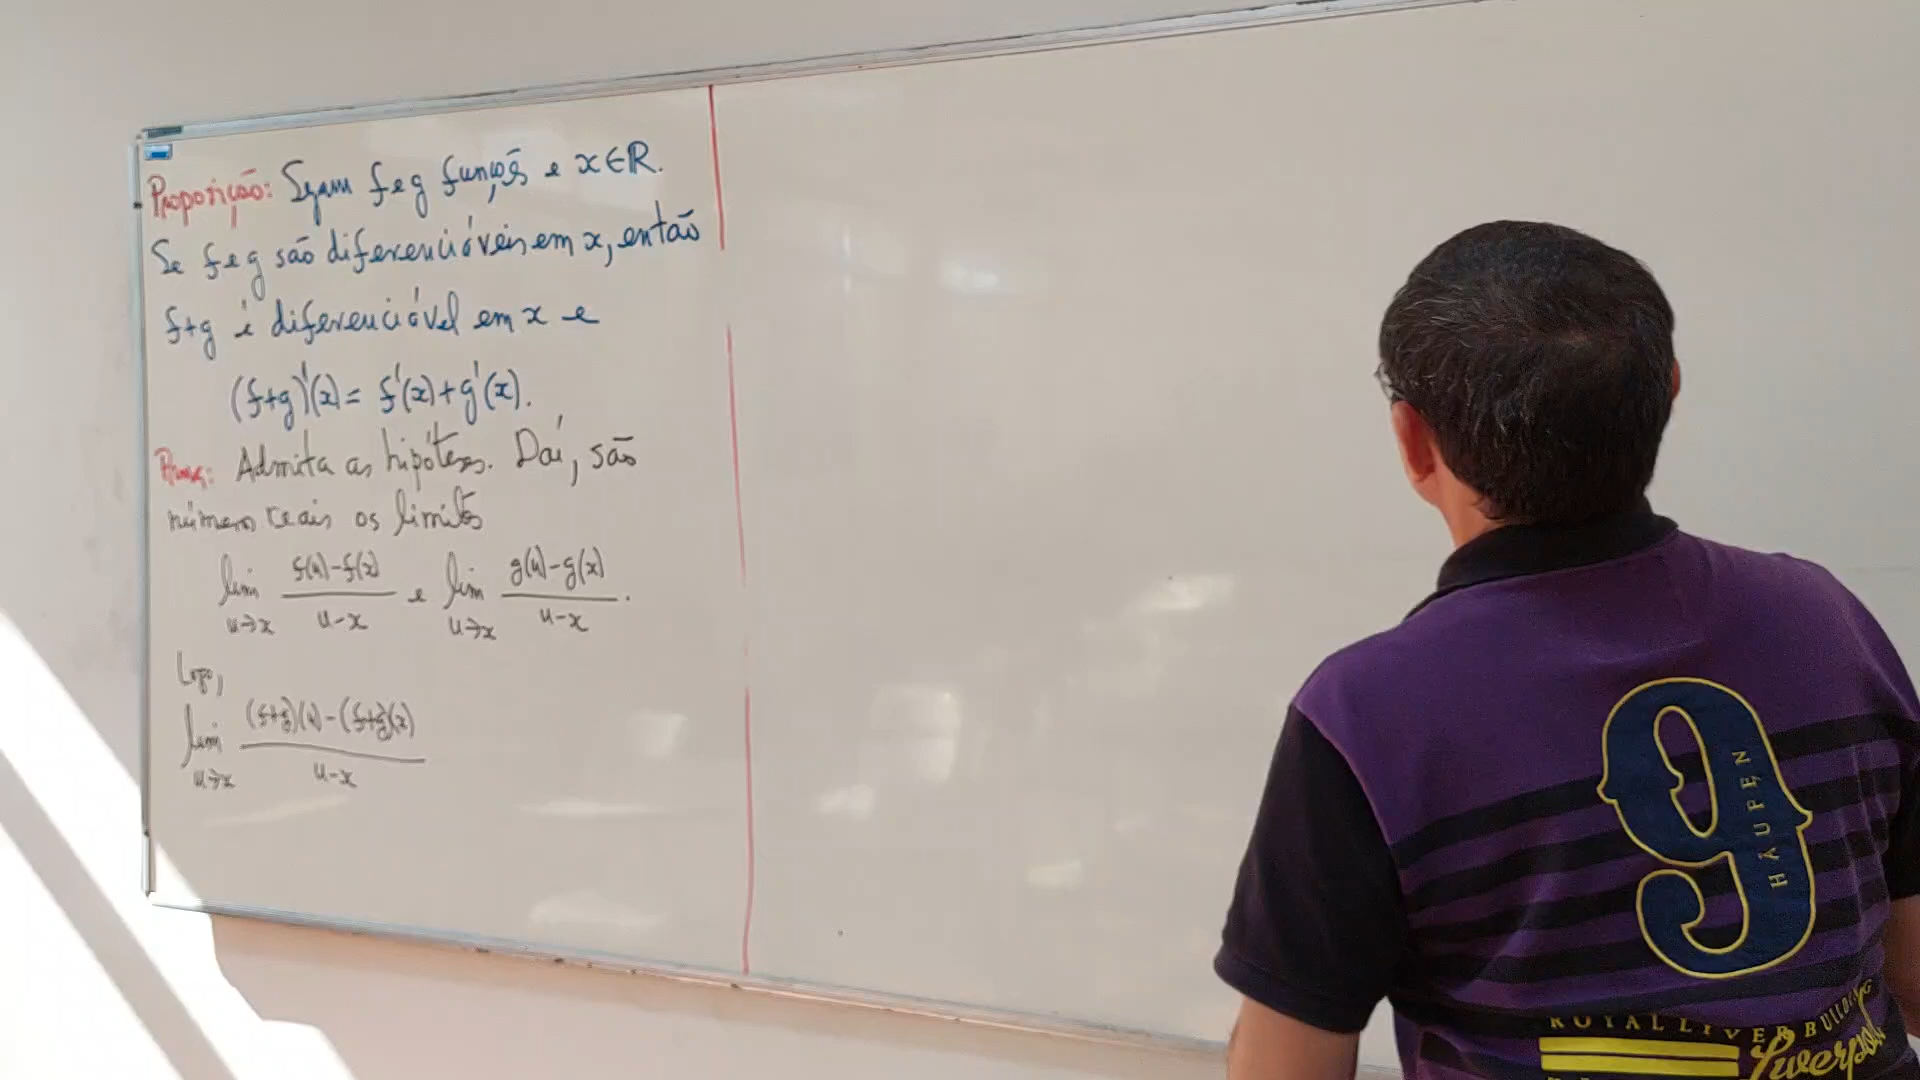 Proposição: Sejam f e g funções e x∈ℝ.
Se f e g são diferenciáveis em x, então
f+g é diferenciável em x e
(f+g)'(x) = f'(x)+g'(x).
Prova: Admita as hipóteses. Daí, são
números reais os limites
lim u→x (f(u)-f(x))/(u-x) e lim u→x (g(u)-g(x))/(u-x).
Logo,
lim u→x ((f+g)(u)-(f+g)(x))/(u-x)
9
HAUPEN
ROYAL LIVER BUILDING
Liverpool